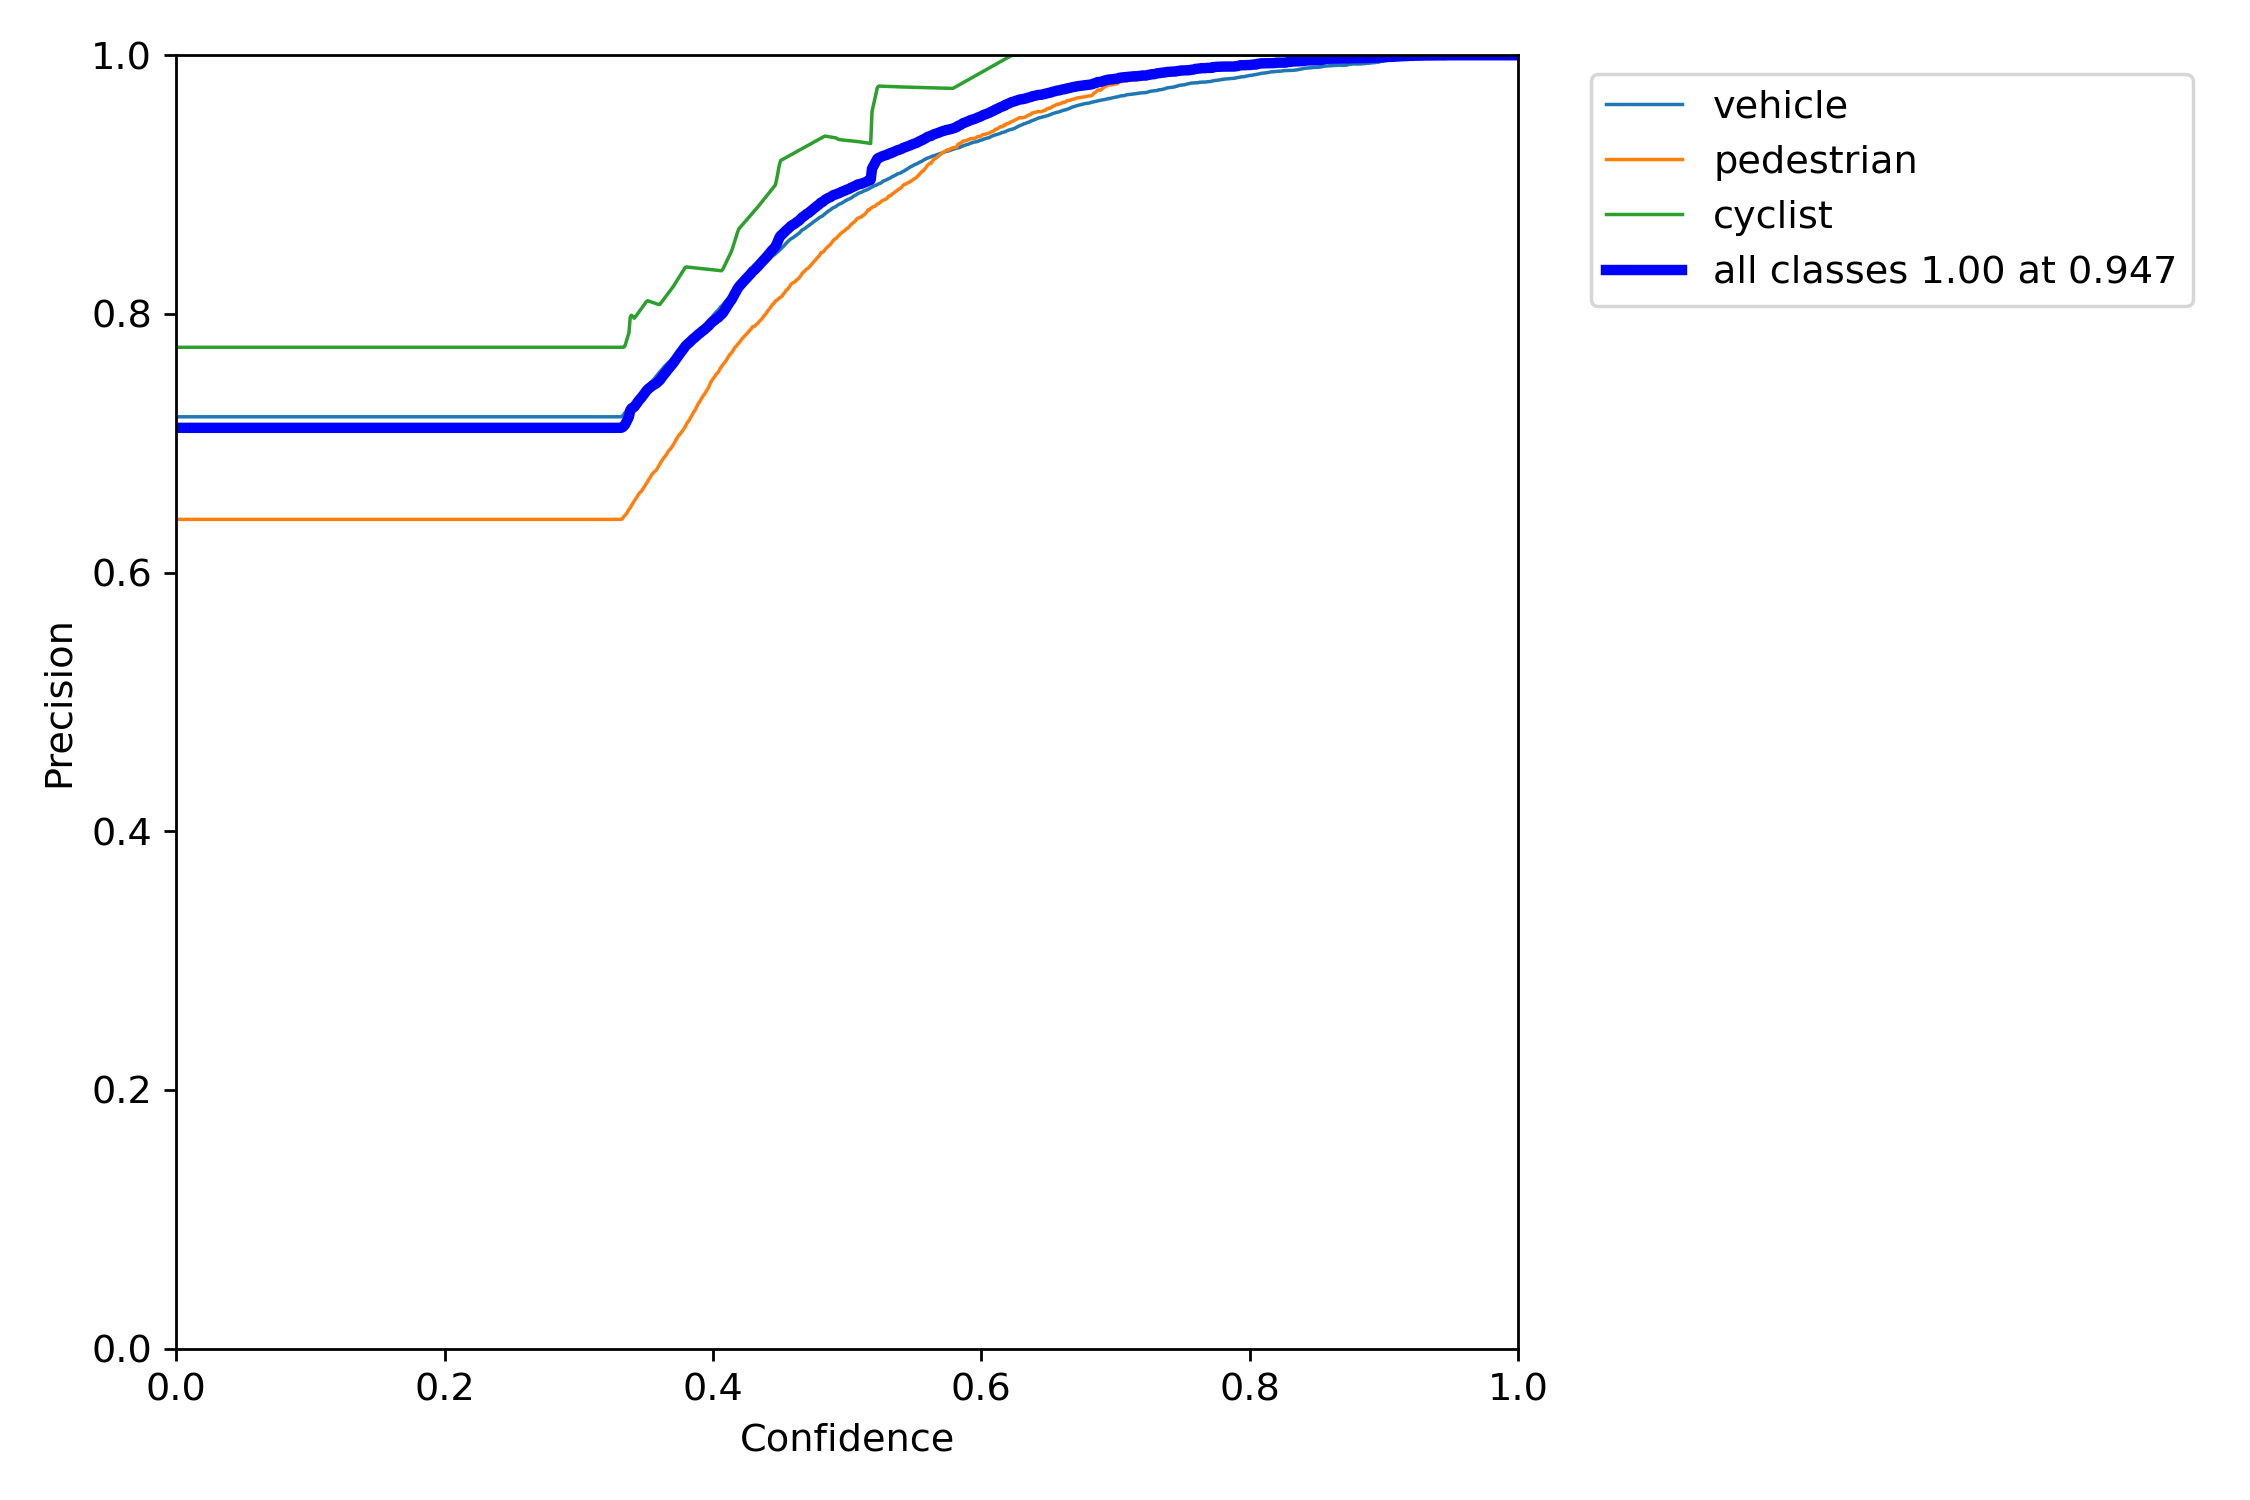 1.0
0.8
0.6
0.4
0.2
0.0
Precision
0.0 0.2 0.4 0.6 0.8 1.0
Confidence
vehicle
pedestrian
cyclist
all classes 1.00 at 0.947